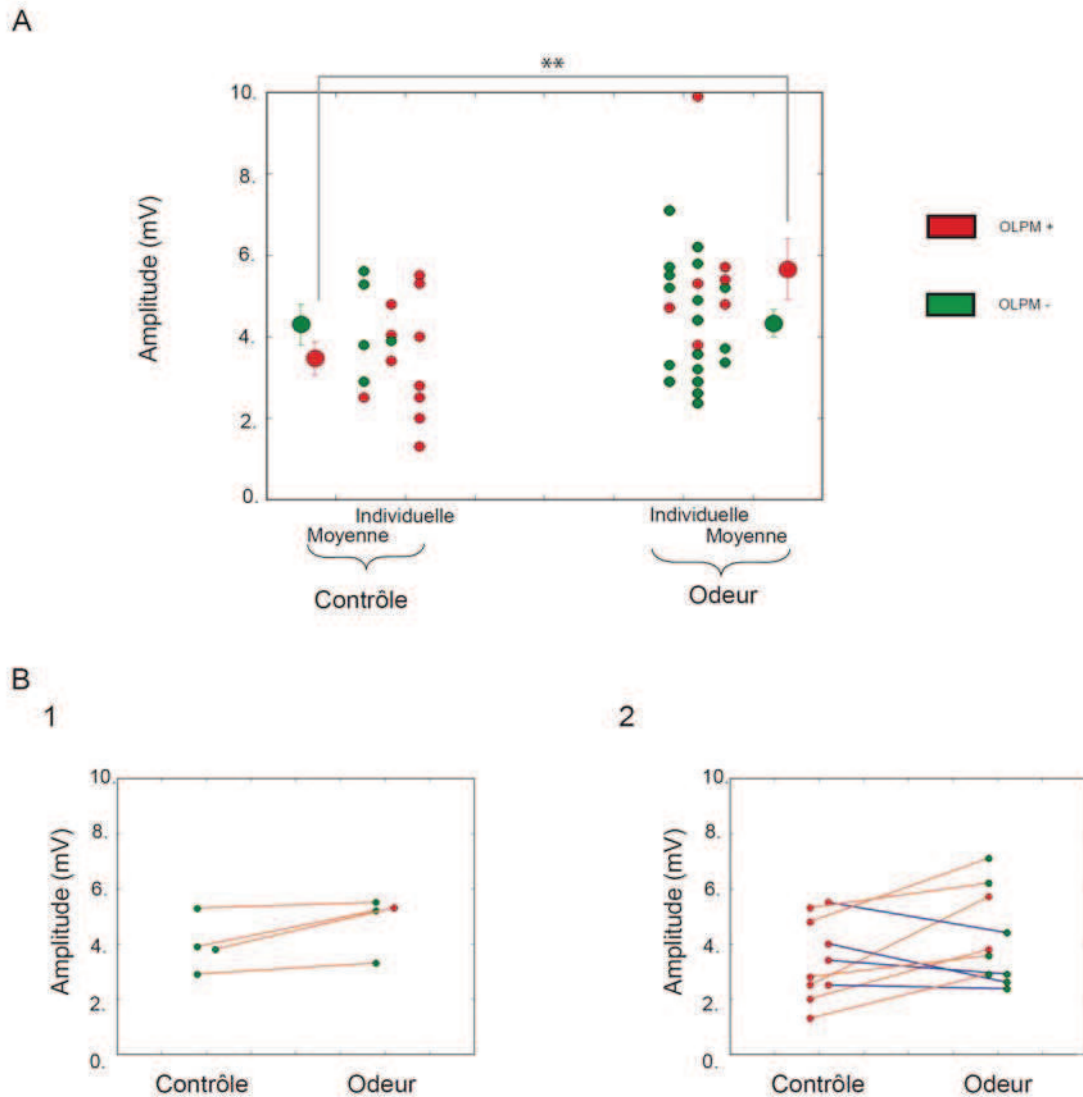 A
**
10.
8.
6.
4.
2.
0.
Amplitude (mV)
OLPM +
OLPM -
Individuelle
Moyenne
Contrôle
Individuelle
Moyenne
Odeur
B
1
10.
8.
6.
4.
2.
0.
Amplitude (mV)
Contrôle
Odeur
2
10.
8.
6.
4.
2.
0.
Amplitude (mV)
Contrôle
Odeur